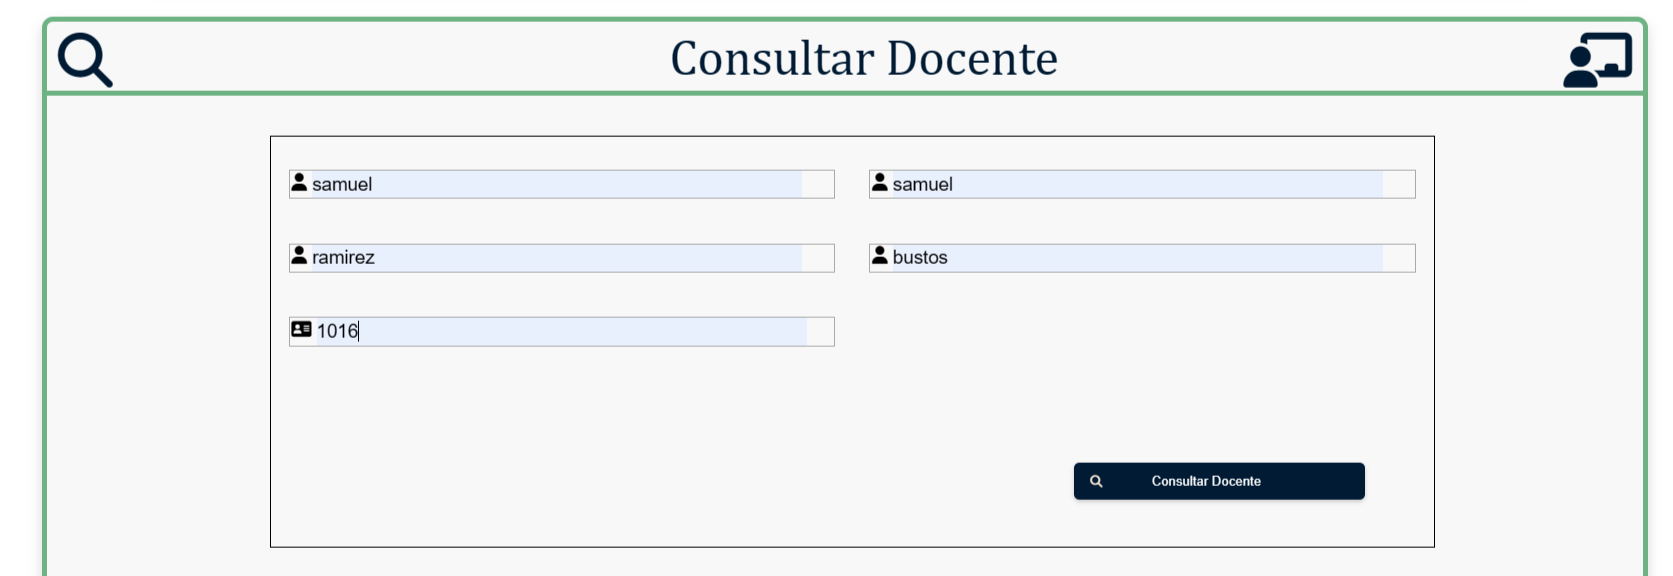 Consultar Docente
samuel
samuel
ramirez
bustos
1016
Consultar Docente